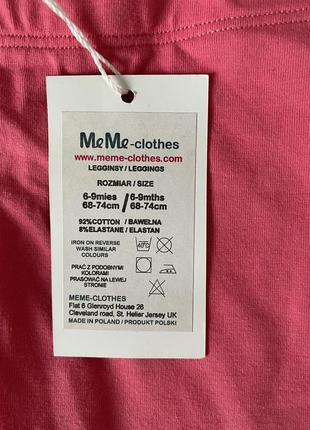 MeMe-clothes
www.meme-clothes.com
LEGGINSY / LEGGINGS
ROZMIAR / SIZE
6-9mies / 6-9mths
68-74cm / 68-74cm
92%COTTON / BAWEŁNA
8%ELASTANE / ELASTAN
IRON ON REVERSE
WASH SIMILAR
COLOURS
40°C
PRAĆ Z PODOBNYMI
KOLORAMI
PRASOWAĆ NA LEWEJ
STRONIE
MEME-CLOTHES
Flat 6 Glenroyd House 26
Cleveland road, St. Helier Jersey UK
MADE IN POLAND / PRODUKT POLSKI